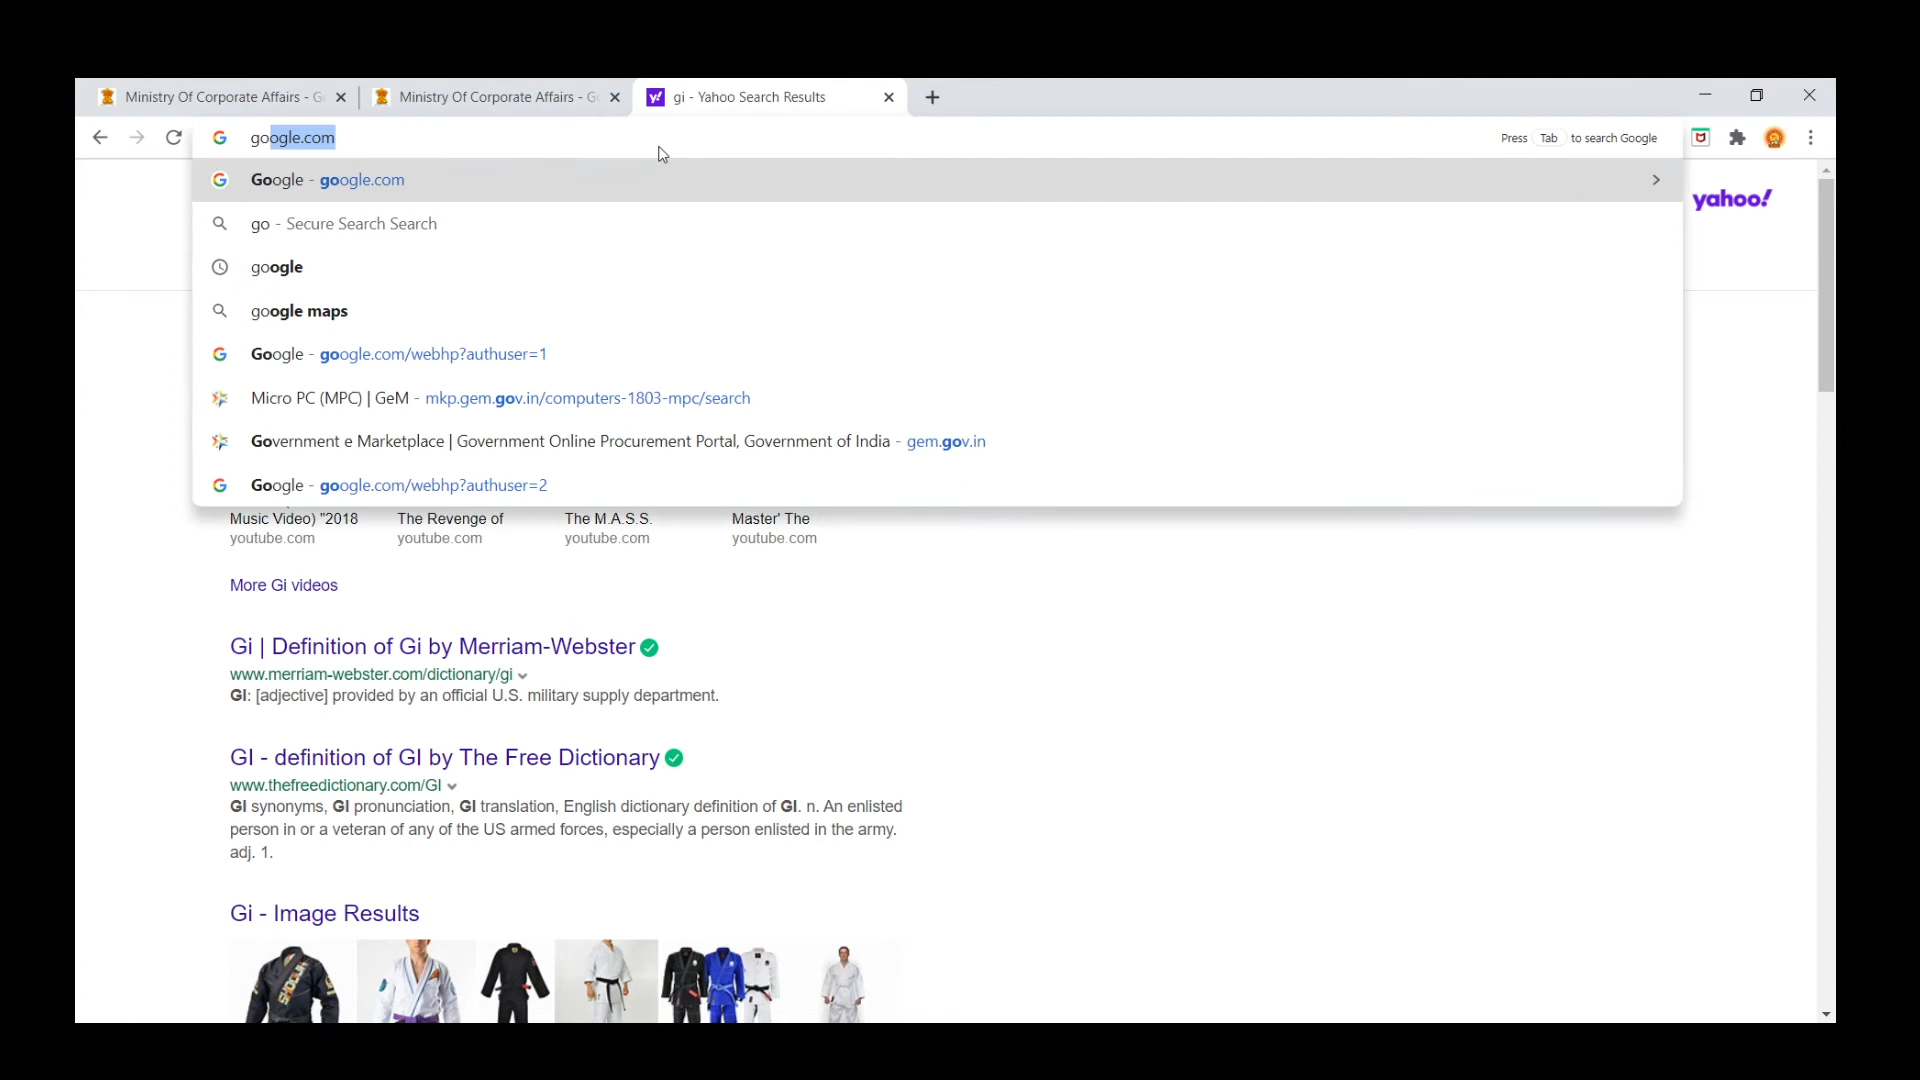 Ministry Of Corporate Affairs - G
Ministry Of Corporate Affairs - G
gi - Yahoo Search Results
google.com
Press Tab to search Google
Google - google.com
yahoo!
go - Secure Search Search
google
google maps
Google - google.com/webhp?authuser=1
Micro PC (MPC) | GeM - mkp.gem.gov.in/computers-1803-mpc/search
Government e Marketplace | Government Online Procurement Portal, Government of India - gem.gov.in
Google - google.com/webhp?authuser=2
Music Video) "2018
The Revenge of
The M.A.S.S.
Master' The
youtube.com
youtube.com
youtube.com
youtube.com
More Gi videos
Gi | Definition of Gi by Merriam-Webster
www.merriam-webster.com/dictionary/gi
GI: [adjective] provided by an official U.S. military supply department.
GI - definition of GI by The Free Dictionary
www.thefreedictionary.com/GI
GI synonyms, GI pronunciation, GI translation, English dictionary definition of GI. n. An enlisted
person in or a veteran of any of the US armed forces, especially a person enlisted in the army.
adj. 1.
Gi - Image Results